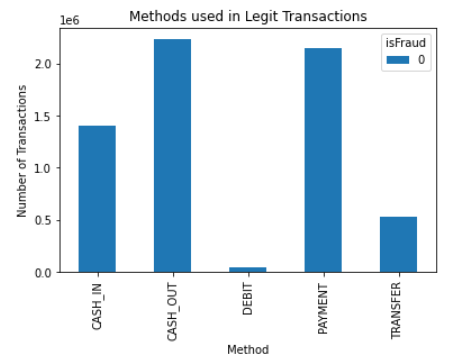 Methods used in Legit Transactions
1e6
isFraud
0
2.0
1.5
1.0
0.5
0.0
Number of Transactions
CASH_IN
CASH_OUT
DEBIT
PAYMENT
TRANSFER
Method